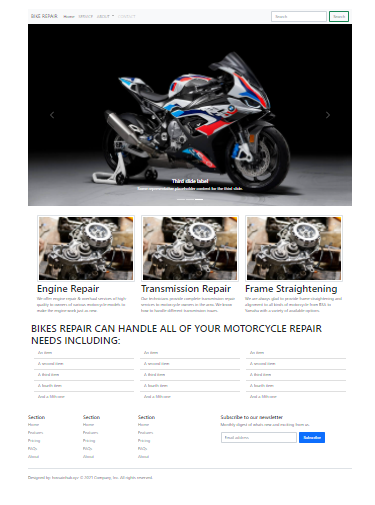 BIKE REPAIR Home SERVICE ABOUT CONTACT Search Search
Third slide label
Some representative placeholder content for the third slide.
Engine Repair
We offer engine repair & overhaul services of high
quality to owners of various motorcycle models to
make the engine work just as new.
Transmission Repair
Our technicians provide complete transmission repair
services to motorcycle owners in the area. We know
how to handle different transmission issues.
Frame Straightening
We are always glad to provide frame straightening and
alignment to all kinds of motorcycle from BSA to
Yamaha with a variety of available options.
BIKES REPAIR CAN HANDLE ALL OF YOUR MOTORCYCLE REPAIR
NEEDS INCLUDING:
An item An item An item
A second item A second item A second item
A third item A third item A third item
A fourth item A fourth item A fourth item
And a fifth one And a fifth one And a fifth one
Section Section Section Subscribe to our newsletter
Home Home Home Monthly digest of whats new and exciting from us.
Features Features Features
Pricing Pricing Pricing Email address Subscribe
FAQs FAQs FAQs
About About About
Designed by © 2021 Company, Inc. All rights reserved.